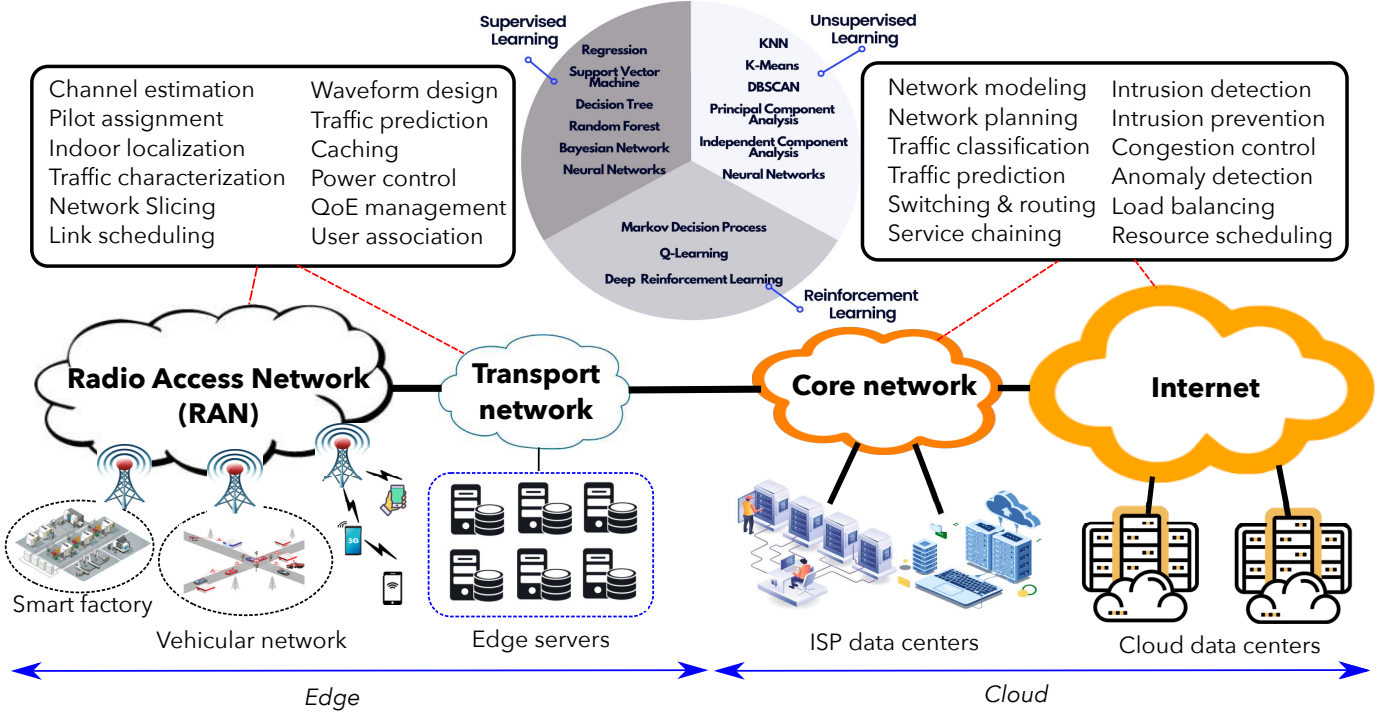 Supervised
Learning
Regression
Support Vector
Machine
Decision Tree
Random Forest
Bayesian Network
Neural Networks
Unsupervised
Learning
KNN
K-Means
DBSCAN
Principal Component
Analysis
Independent Component
Analysis
Neural Networks
Markov Decision Process
Q-Learning
Deep Reinforcement Learning
Reinforcement
Learning
Channel estimation
Pilot assignment
Indoor localization
Traffic characterization
Network Slicing
Link scheduling
Waveform design
Traffic prediction
Caching
Power control
QoE management
User association
Network modeling
Network planning
Traffic classification
Traffic prediction
Switching & routing
Service chaining
Intrusion detection
Intrusion prevention
Congestion control
Anomaly detection
Load balancing
Resource scheduling
Radio Access Network
(RAN)
Transport
network
Core network
Internet
5G
Smart factory
Vehicular network
Edge servers
ISP data centers
Cloud data centers
Edge
Cloud